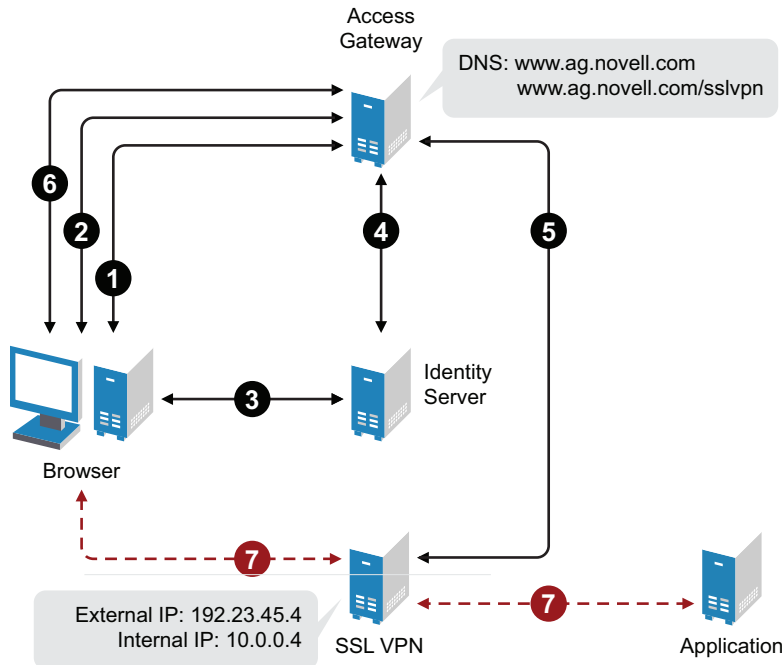 Access
Gateway
DNS: www.ag.novell.com
www.ag.novell.com/sslvpn
6
2
1
4
5
3
Identity
Server
Browser
7
7
External IP: 192.23.45.4
Internal IP: 10.0.0.4
SSL VPN
Application